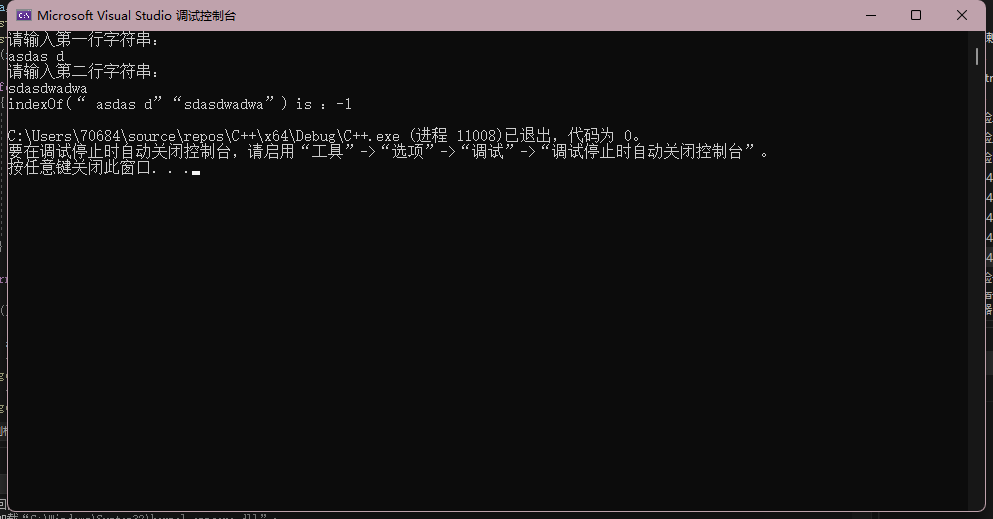 Microsoft Visual Studio 调试控制台
请输入第一行字符串：
asdas d
请输入第二行字符串：
sdasdwadwa
indexOf(“ asdas d”“sdasdwadwa”) is ：-1
C:\Users\70684\source\repos\C++\x64\Debug\C++.exe (进程 11008)已退出，代码为 0。
要在调试停止时自动关闭控制台，请启用“工具”->“选项”->“调试”->“调试停止时自动关闭控制台”。
按任意键关闭此窗口. . .